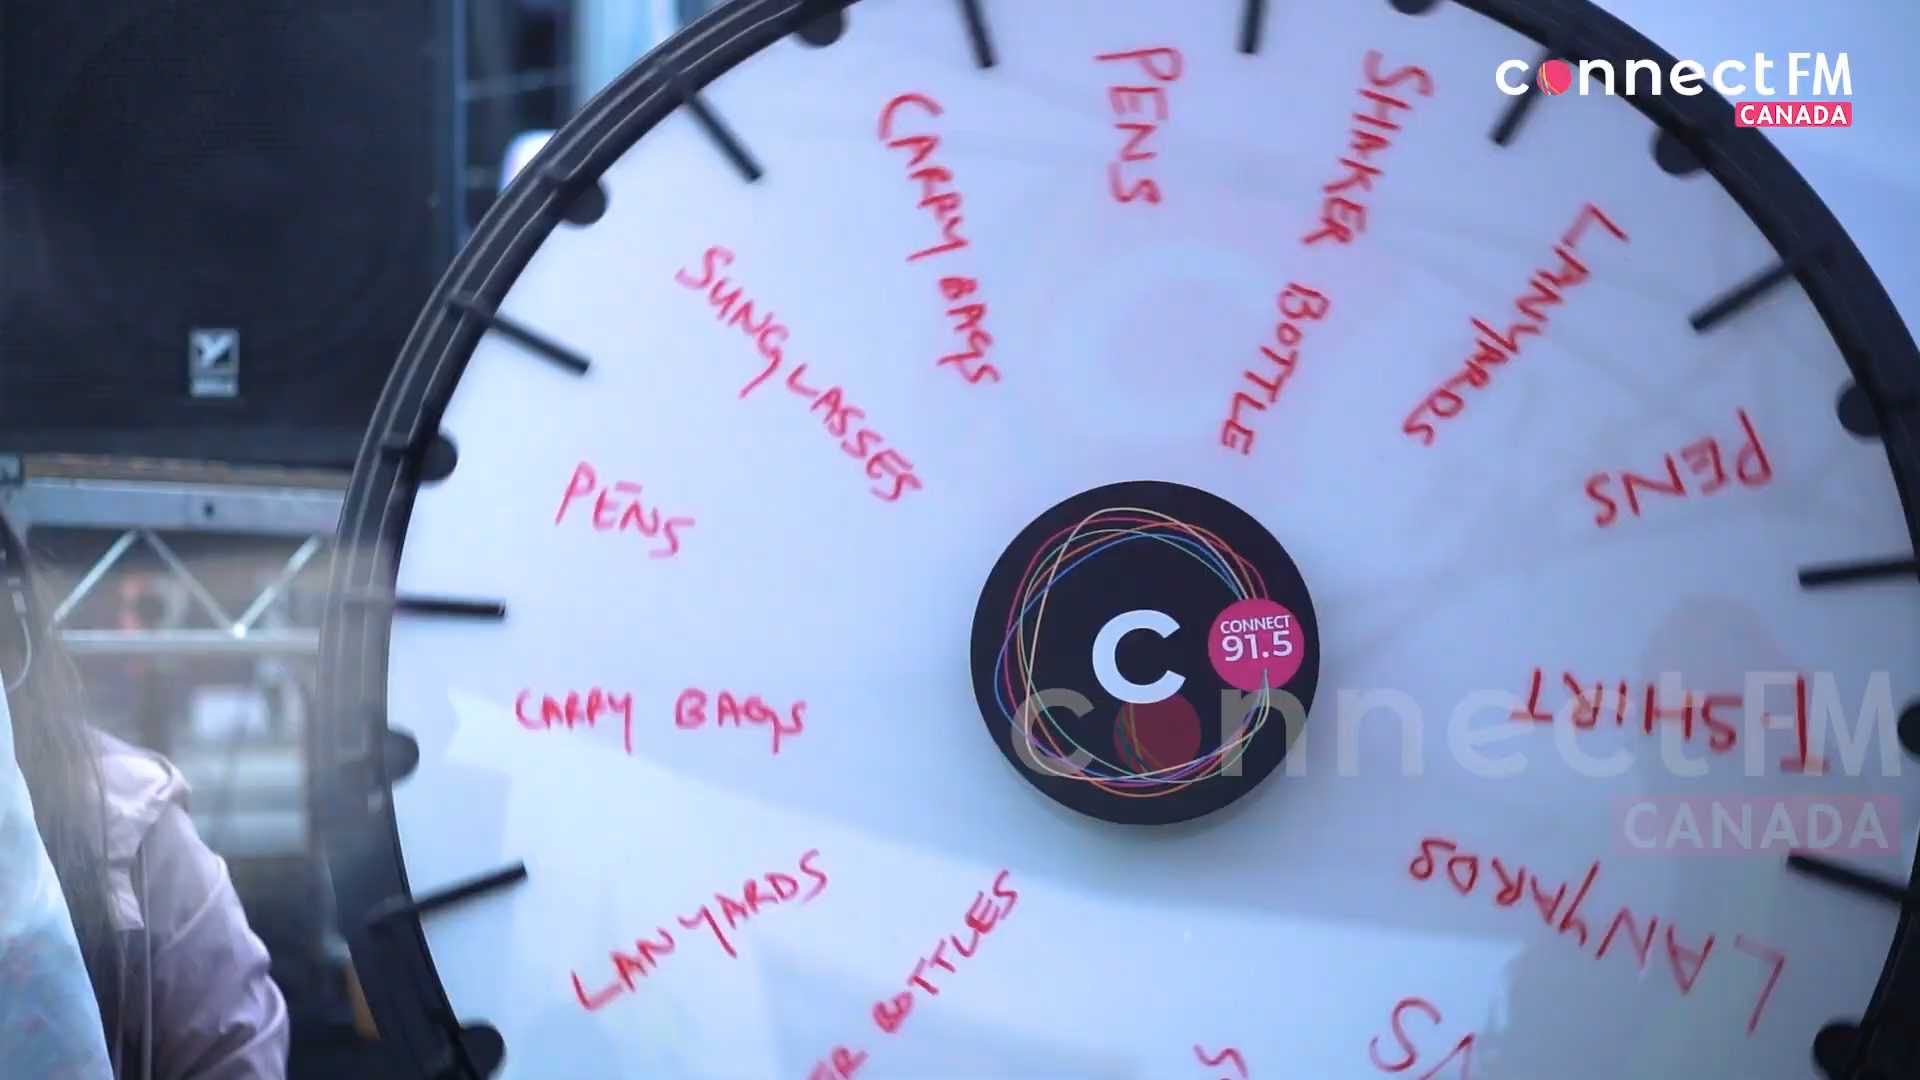 connect FM
CANADA
PENS
SHAKER BOTTLE
LANYARDS
PENS
T-SHIRT
LANYARDS
CARRY BAGS
SUNGLASSES
PENS
CARRY BAGS
LANYARDS
ER BOTTLES
C
CONNECT
91.5
connect FM
CANADA